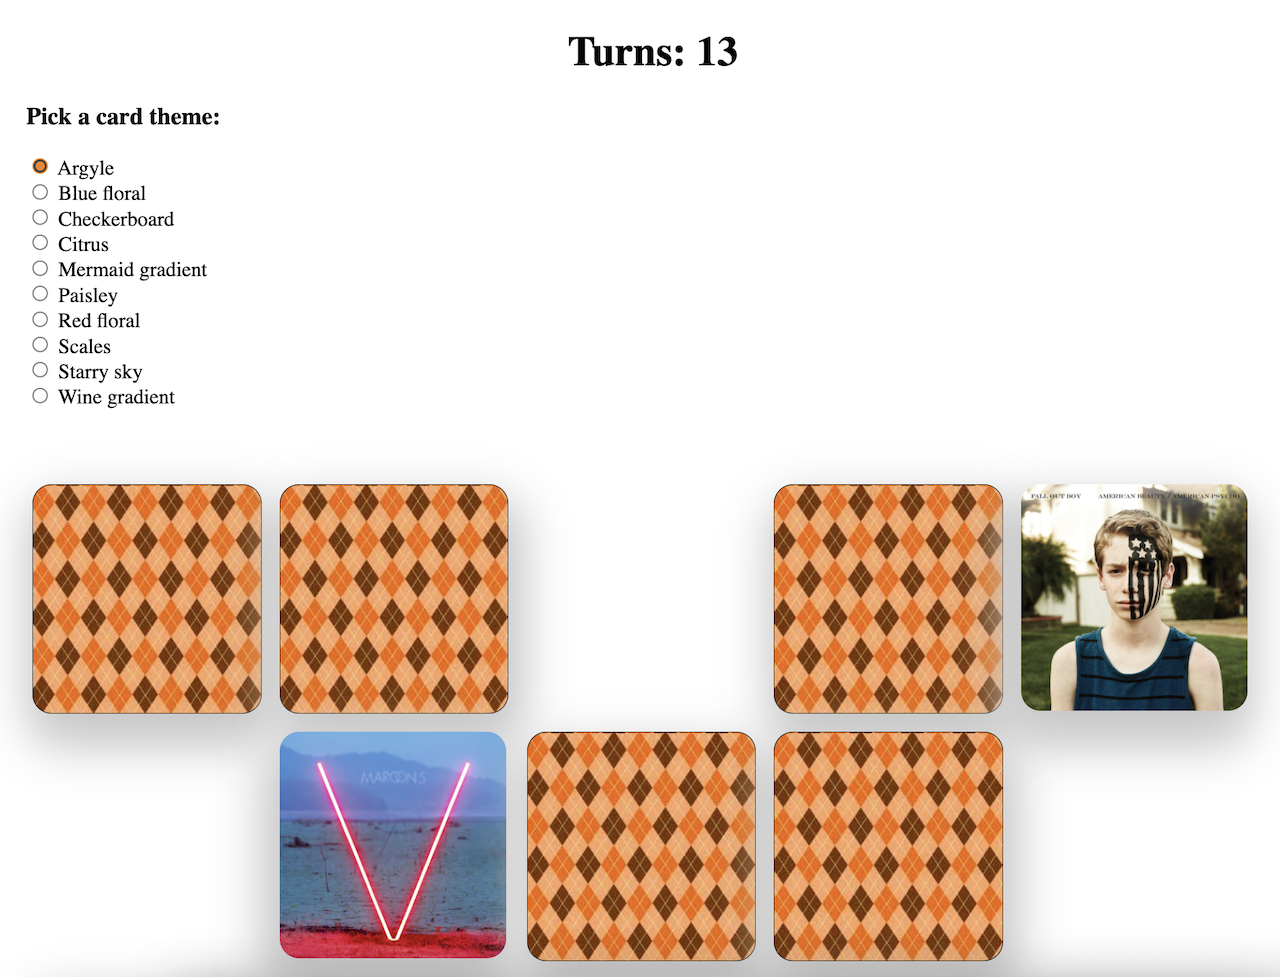 Turns: 13
Pick a card theme:
Argyle
Blue floral
Checkerboard
Citrus
Mermaid gradient
Paisley
Red floral
Scales
Starry sky
Wine gradient
FALL OUT BOY AMERICAN BEAUTY / AMERICAN PSYCHO
MAROON 5